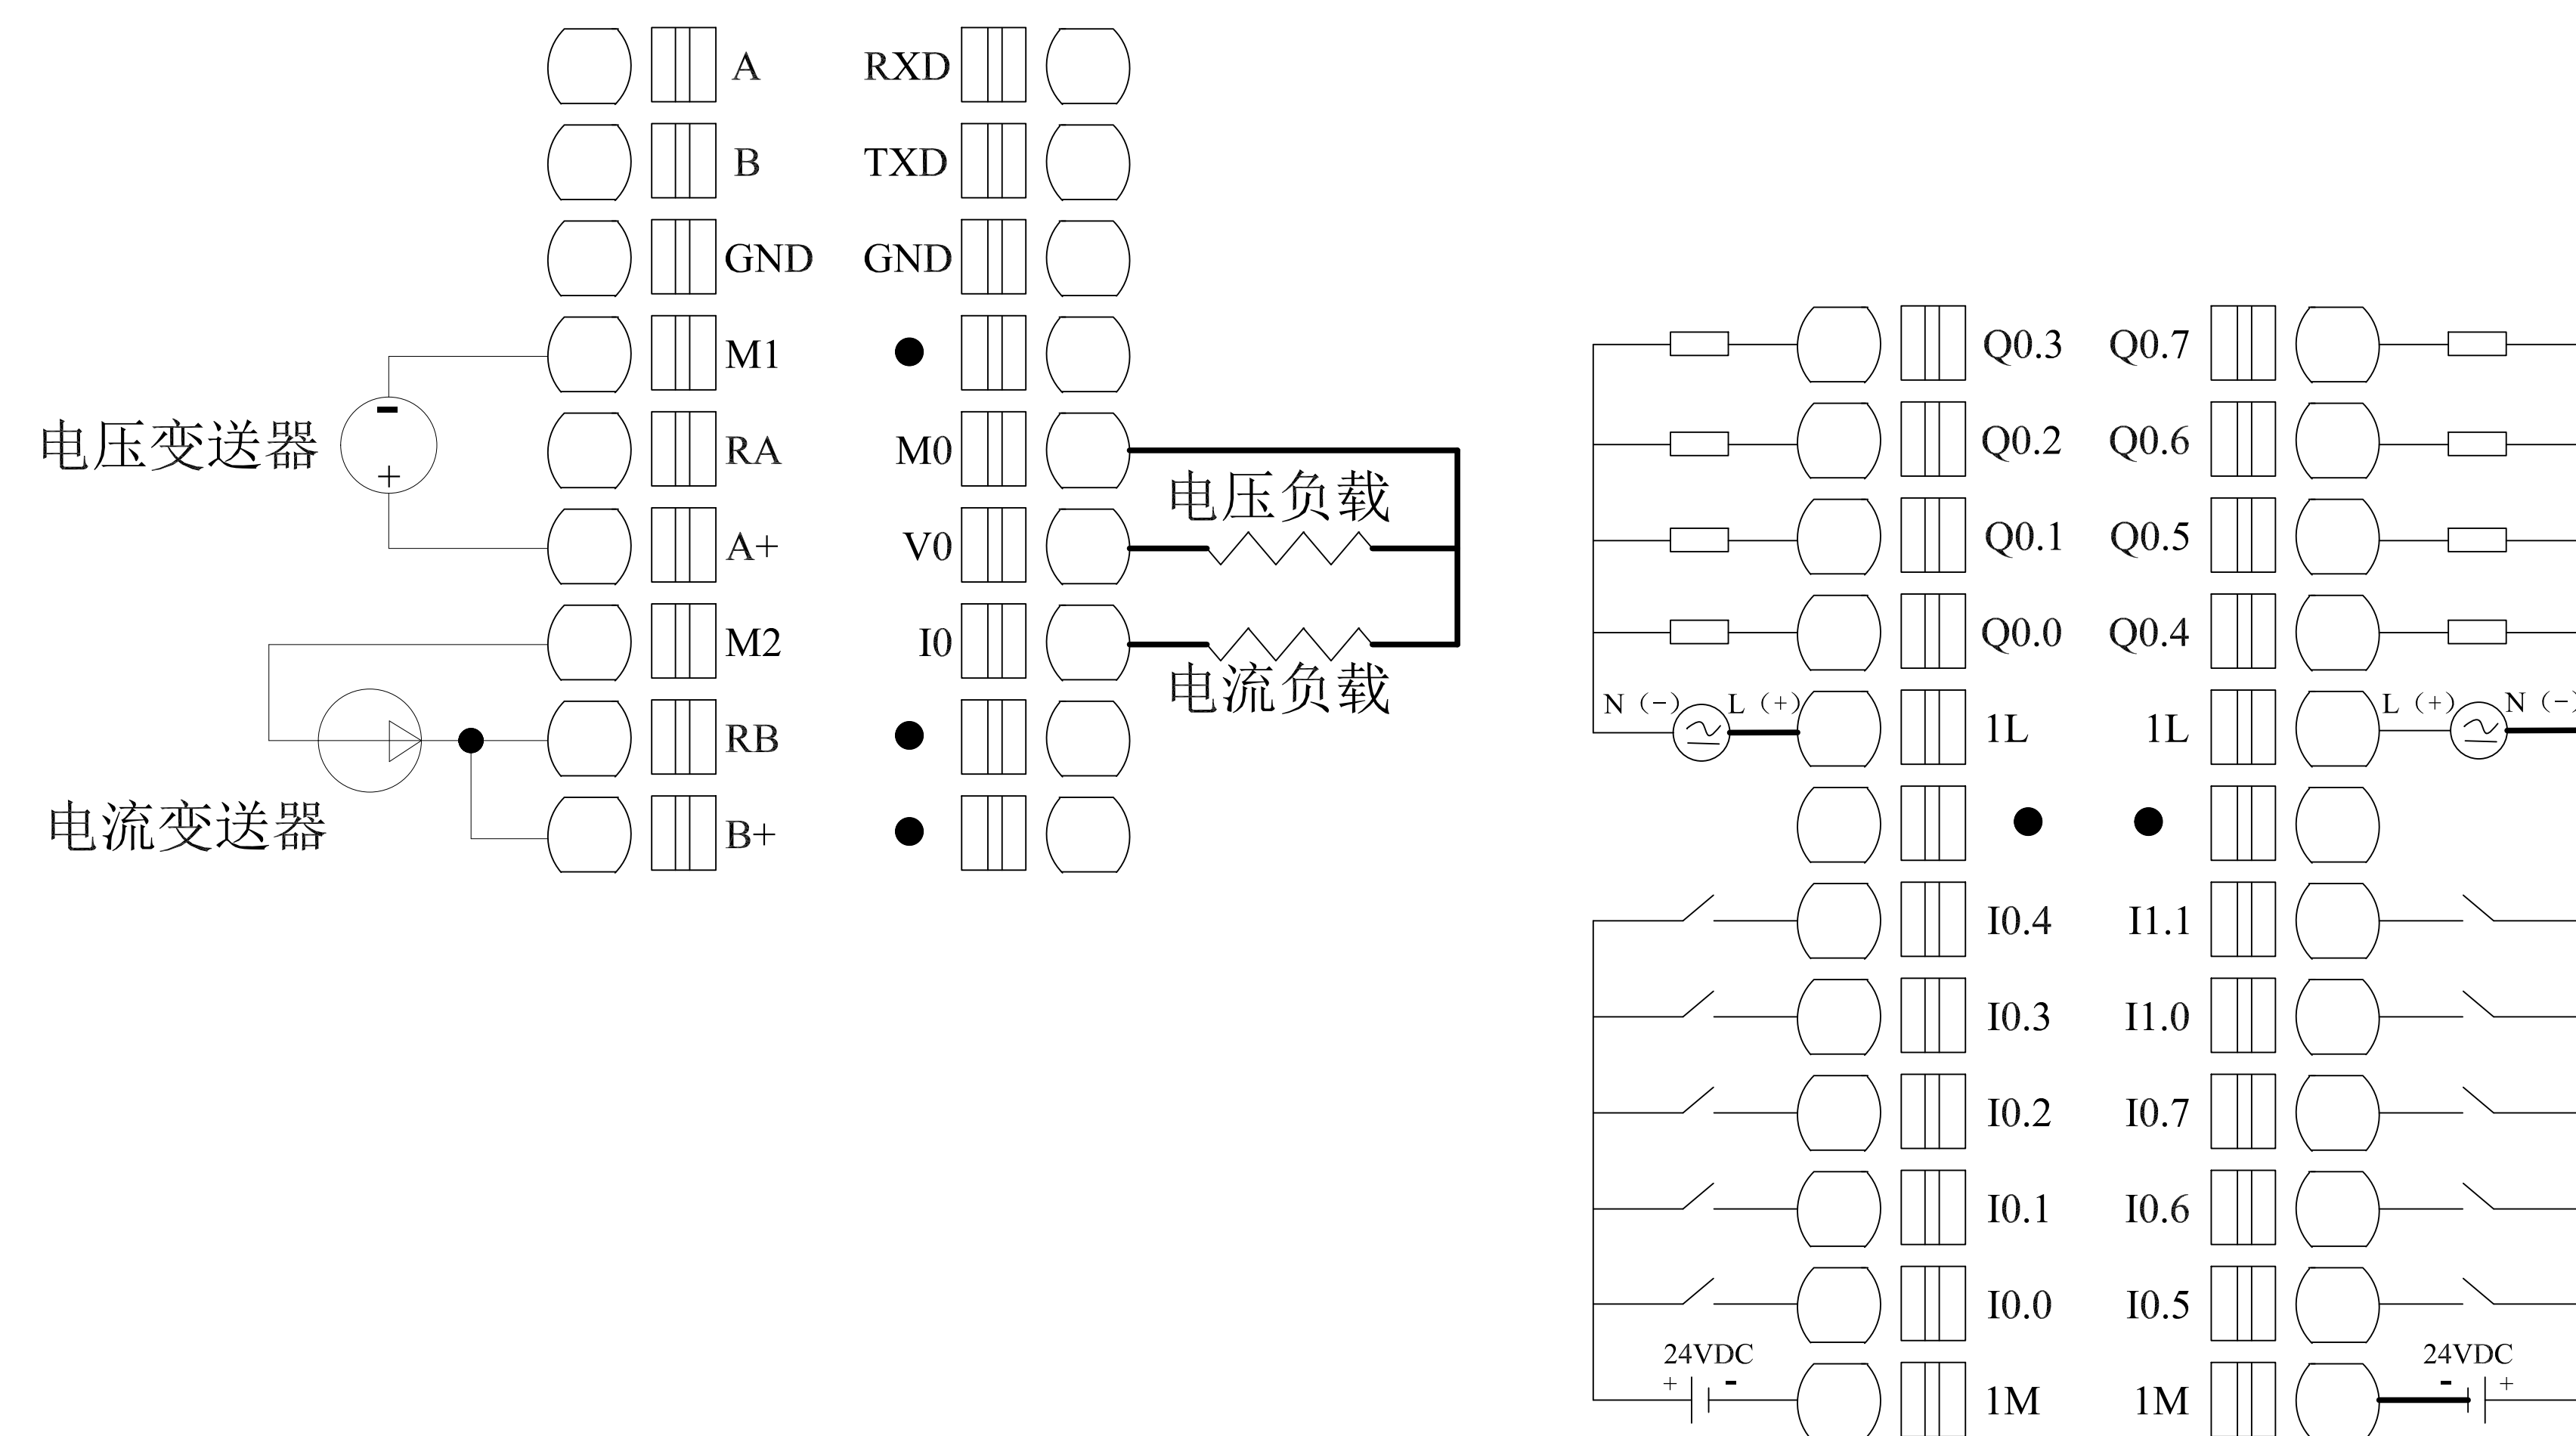 A RXD
B TXD
GND GND
M1
电压变送器
-
+
RA M0
电压负载
A+ V0
M2 I0
电流负载
RB
电流变送器
B+
Q0.3 Q0.7
Q0.2 Q0.6
Q0.1 Q0.5
Q0.0 Q0.4
N（−） L（+） L（+） N（−）
1L 1L
I0.4 I1.1
I0.3 I1.0
I0.2 I0.7
I0.1 I0.6
I0.0 I0.5
24VDC 24VDC
+ - - +
1M 1M